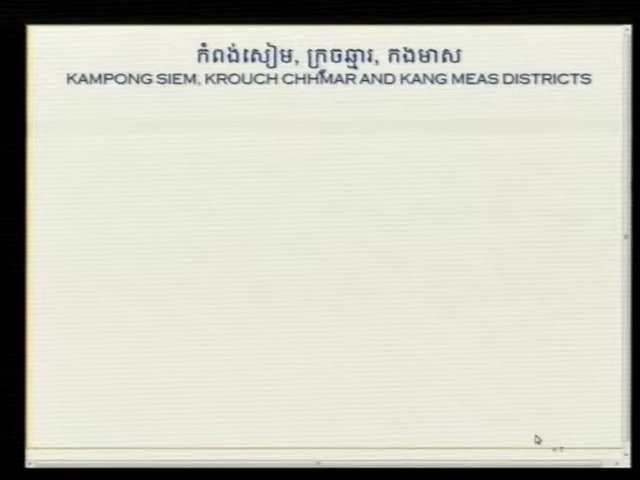 កំពង់សៀម, ក្រូចឆ្មារ, កងមាស
KAMPONG SIEM, KROUCH CHHMAR AND KANG MEAS DISTRICTS